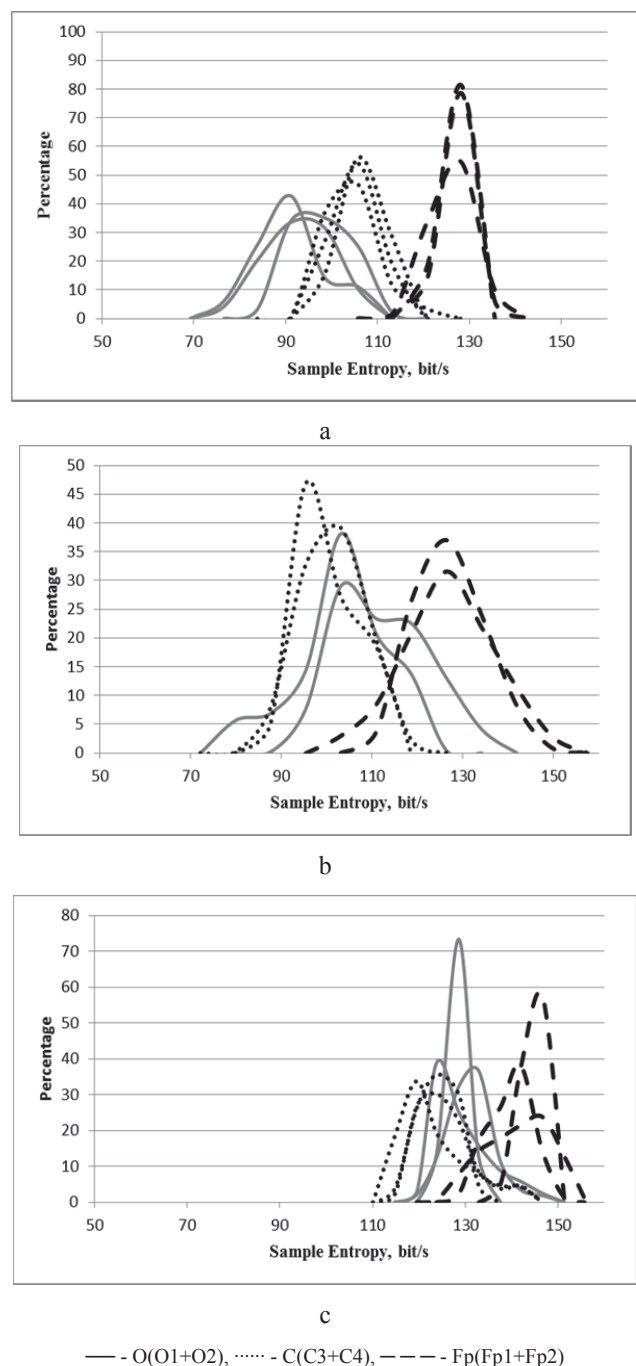 100
90
80
70
60
50
40
30
20
10
0
Percentage
50 70 90 110 130 150
Sample Entropy, bit/s
a
50
45
40
35
30
25
20
15
10
5
0
Percentage
50 70 90 110 130 150
Sample Entropy, bit/s
b
80
70
60
50
40
30
20
10
0
Percentage
50 70 90 110 130 150
Sample Entropy, bit/s
c
- O(O1+O2), ········ - C(C3+C4), - Fp(Fp1+Fp2)